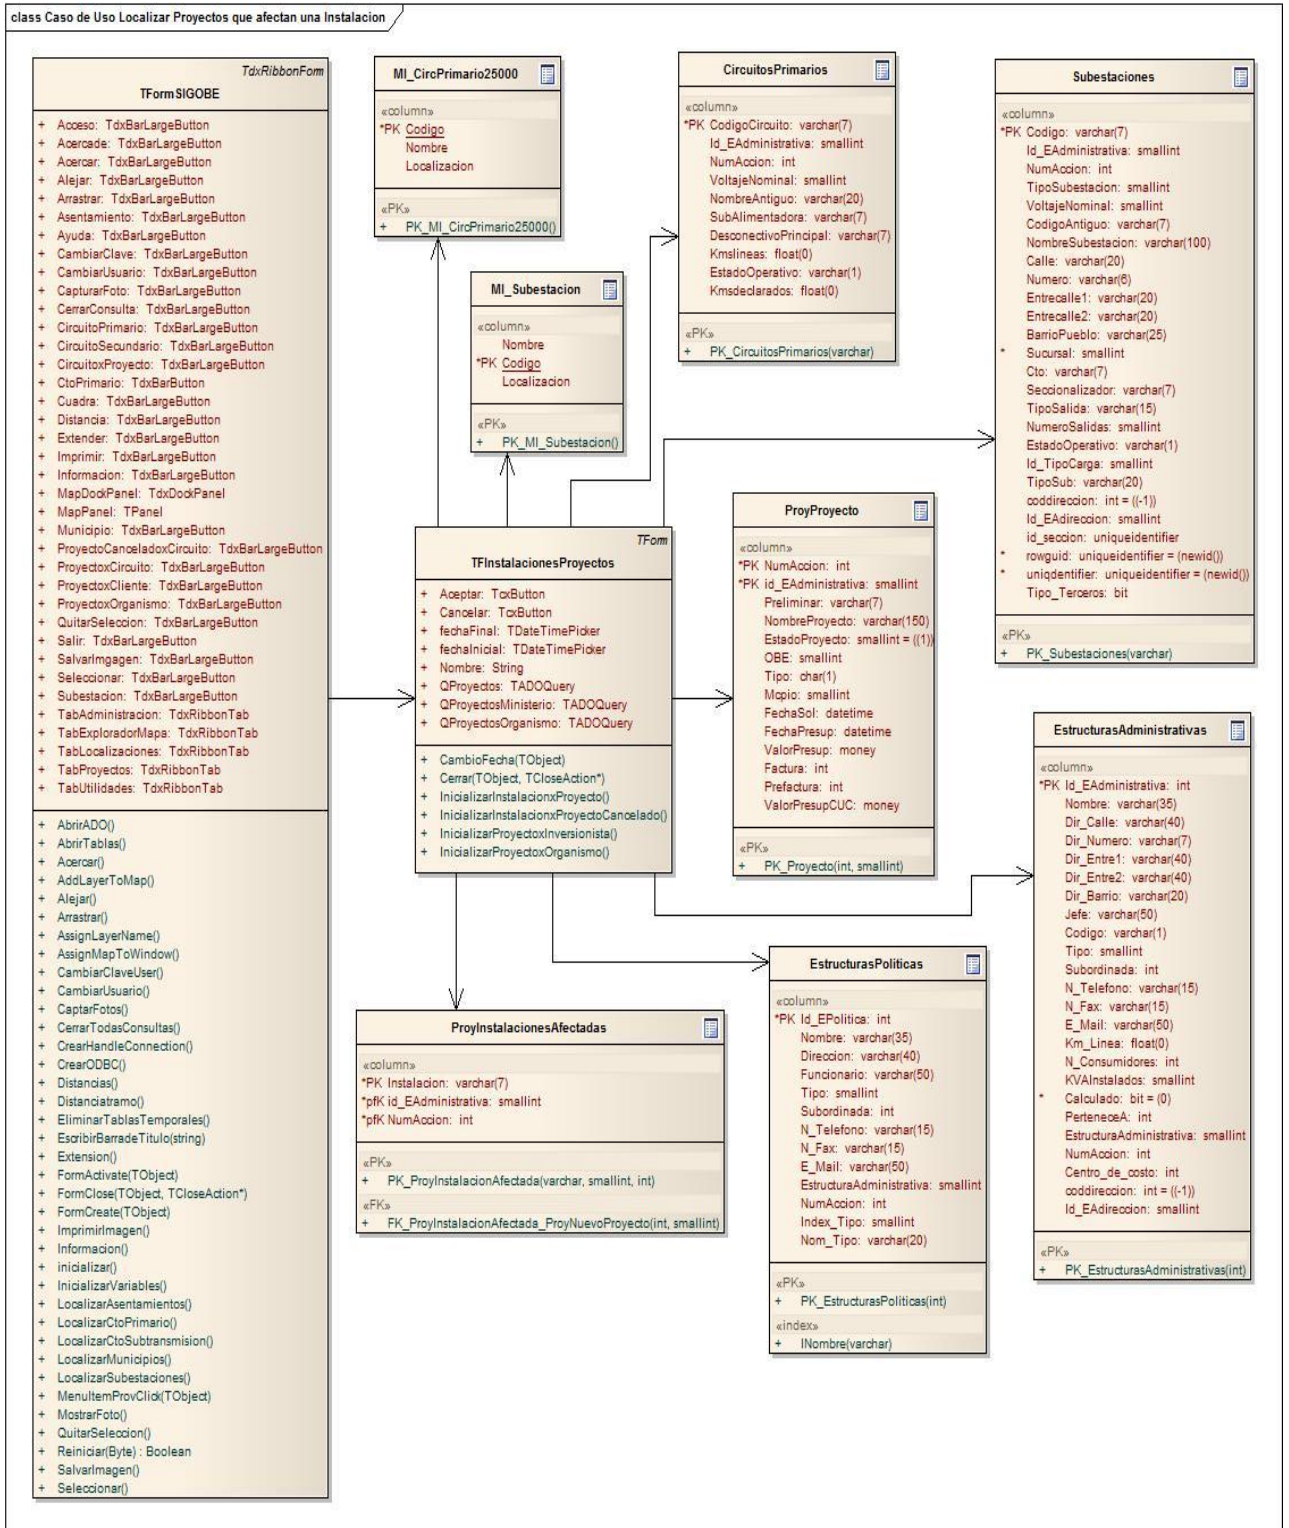 class Caso de Uso Localizar Proyectos que afectan una Instalacion
TdxRibbonForm
TFormSIGOBE
+ Acceso: TdxBarLargeButton
+ Acercade: TdxBarLargeButton
+ Acercar: TdxBarLargeButton
+ Alejar: TdxBarLargeButton
+ Arrastrar: TdxBarLargeButton
+ Asentamiento: TdxBarLargeButton
+ Ayuda: TdxBarLargeButton
+ CambiarClave: TdxBarLargeButton
+ CambiarUsuario: TdxBarLargeButton
+ CapturarFoto: TdxBarLargeButton
+ CerrarConsulta: TdxBarLargeButton
+ CircuitoPrimario: TdxBarLargeButton
+ CircuitoSecundario: TdxBarLargeButton
+ CircuitoxProyecto: TdxBarLargeButton
+ CtoPrimario: TdxBarButton
+ Cuadra: TdxBarLargeButton
+ Distancia: TdxBarLargeButton
+ Extender: TdxBarLargeButton
+ Imprimir: TdxBarLargeButton
+ Informacion: TdxBarLargeButton
+ MapDockPanel: TdxDockPanel
+ MapPanel: TPanel
+ Municipio: TdxBarLargeButton
+ ProyectoCanceladoxCircuito: TdxBarLargeButton
+ ProyectoxCircuito: TdxBarLargeButton
+ ProyectoxCliente: TdxBarLargeButton
+ ProyectoxOrganismo: TdxBarLargeButton
+ QuitarSeleccion: TdxBarLargeButton
+ Salir: TdxBarLargeButton
+ SalvarImgagen: TdxBarLargeButton
+ Seleccionar: TdxBarLargeButton
+ Subestacion: TdxBarLargeButton
+ TabAdministracion: TdxRibbonTab
+ TabExploradorMapa: TdxRibbonTab
+ TabLocalizaciones: TdxRibbonTab
+ TabProyectos: TdxRibbonTab
+ TabUtilidades: TdxRibbonTab
+ AbrirADO()
+ AbrirTablas()
+ Acercar()
+ AddLayerToMap()
+ Alejar()
+ Arrastrar()
+ AssignLayerName()
+ AssignMapToWindow()
+ CambiarClaveUser()
+ CambiarUsuario()
+ CaptarFotos()
+ CerrarTodasConsultas()
+ CrearHandleConnection()
+ CrearODBC()
+ Distancias()
+ Distanciatramo()
+ EliminarTablasTemporales()
+ EscribirBarradeTitulo(string)
+ Extension()
+ FormActivate(TObject)
+ FormClose(TObject, TCloseAction*)
+ FormCreate(TObject)
+ ImprimirImagen()
+ Informacion()
+ inicializar()
+ InicializarVariables()
+ LocalizarAsentamientos()
+ LocalizarCtoPrimario()
+ LocalizarCtoSubtransmision()
+ LocalizarMunicipios()
+ LocalizarSubestaciones()
+ MenuItemProvClick(TObject)
+ MostrarFoto()
+ QuitarSeleccion()
+ Reiniciar(Byte) : Boolean
+ SalvarImagen()
+ Seleccionar()
MI_CircPrimario25000
«column»
*PK Codigo
Nombre
Localizacion
«PK»
+ PK_MI_CircPrimario25000()
MI_Subestacion
«column»
Nombre
*PK Codigo
Localizacion
«PK»
+ PK_MI_Subestacion()
CircuitosPrimarios
«column»
*PK CodigoCircuito: varchar(7)
Id_EAdministrativa: smallint
NumAccion: int
VoltajeNominal: smallint
NombreAntiguo: varchar(20)
SubAlimentadora: varchar(7)
DesconectivoPrincipal: varchar(7)
Kmslineas: float(0)
EstadoOperativo: varchar(1)
Kmsdeclarados: float(0)
«PK»
+ PK_CircuitosPrimarios(varchar)
Subestaciones
«column»
*PK Codigo: varchar(7)
Id_EAdministrativa: smallint
NumAccion: int
TipoSubestacion: smallint
VoltajeNominal: smallint
CodigoAntiguo: varchar(7)
NombreSubestacion: varchar(100)
Calle: varchar(20)
Numero: varchar(6)
Entrecalle1: varchar(20)
Entrecalle2: varchar(20)
BarrioPueblo: varchar(25)
* Sucursal: smallint
Cto: varchar(7)
Seccionalizador: varchar(7)
TipoSalida: varchar(15)
NumeroSalidas: smallint
EstadoOperativo: varchar(1)
Id_TipoCarga: smallint
TipoSub: varchar(20)
coddireccion: int = ((-1))
Id_EAdireccion: smallint
id_seccion: uniqueidentifier
* rowguid: uniqueidentifier = (newid())
* uniqdentifier: uniqueidentifier = (newid())
Tipo_Terceros: bit
«PK»
+ PK_Subestaciones(varchar)
TForm
TFInstalacionesProyectos
+ Aceptar: TcxButton
+ Cancelar: TcxButton
+ fechaFinal: TDateTimePicker
+ fechaInicial: TDateTimePicker
+ Nombre: String
+ QProyectos: TADOQuery
+ QProyectosMinisterio: TADOQuery
+ QProyectosOrganismo: TADOQuery
+ CambioFecha(TObject)
+ Cerrar(TObject, TCloseAction*)
+ InicializarInstalacionxProyecto()
+ InicializarInstalacionxProyectoCancelado()
+ InicializarProyectoxInversionista()
+ InicializarProyectoxOrganismo()
ProyProyecto
«column»
*PK NumAccion: int
*PK id_EAdministrativa: smallint
Preliminar: varchar(7)
NombreProyecto: varchar(150)
EstadoProyecto: smallint = ((1))
OBE: smallint
Tipo: char(1)
Mcpio: smallint
FechaSol: datetime
FechaPresup: datetime
ValorPresup: money
Factura: int
Prefactura: int
ValorPresupCUC: money
«PK»
+ PK_Proyecto(int, smallint)
EstructurasAdministrativas
«column»
*PK Id_EAdministrativa: int
Nombre: varchar(35)
Dir_Calle: varchar(40)
Dir_Numero: varchar(7)
Dir_Entre1: varchar(40)
Dir_Entre2: varchar(40)
Dir_Barrio: varchar(20)
Jefe: varchar(50)
Codigo: varchar(1)
Tipo: smallint
Subordinada: int
N_Telefono: varchar(15)
N_Fax: varchar(15)
E_Mail: varchar(50)
Km_Linea: float(0)
N_Consumidores: int
KVAInstalados: smallint
* Calculado: bit = (0)
PerteneceA: int
EstructuraAdministrativa: smallint
NumAccion: int
Centro_de_costo: int
coddireccion: int = ((-1))
Id_EAdireccion: smallint
«PK»
+ PK_EstructurasAdministrativas(int)
EstructurasPoliticas
«column»
*PK Id_EPolitica: int
Nombre: varchar(35)
Direccion: varchar(40)
Funcionario: varchar(50)
Tipo: smallint
Subordinada: int
N_Telefono: varchar(15)
N_Fax: varchar(15)
E_Mail: varchar(50)
EstructuraAdministrativa: smallint
NumAccion: int
Index_Tipo: smallint
Nom_Tipo: varchar(20)
«PK»
+ PK_EstructurasPoliticas(int)
«index»
+ INombre(varchar)
ProyInstalacionesAfectadas
«column»
*PK Instalacion: varchar(7)
*pfK id_EAdministrativa: smallint
*pfK NumAccion: int
«PK»
+ PK_ProyInstalacionAfectada(varchar, smallint, int)
«FK»
+ FK_ProyInstalacionAfectada_ProyNuevoProyecto(int, smallint)